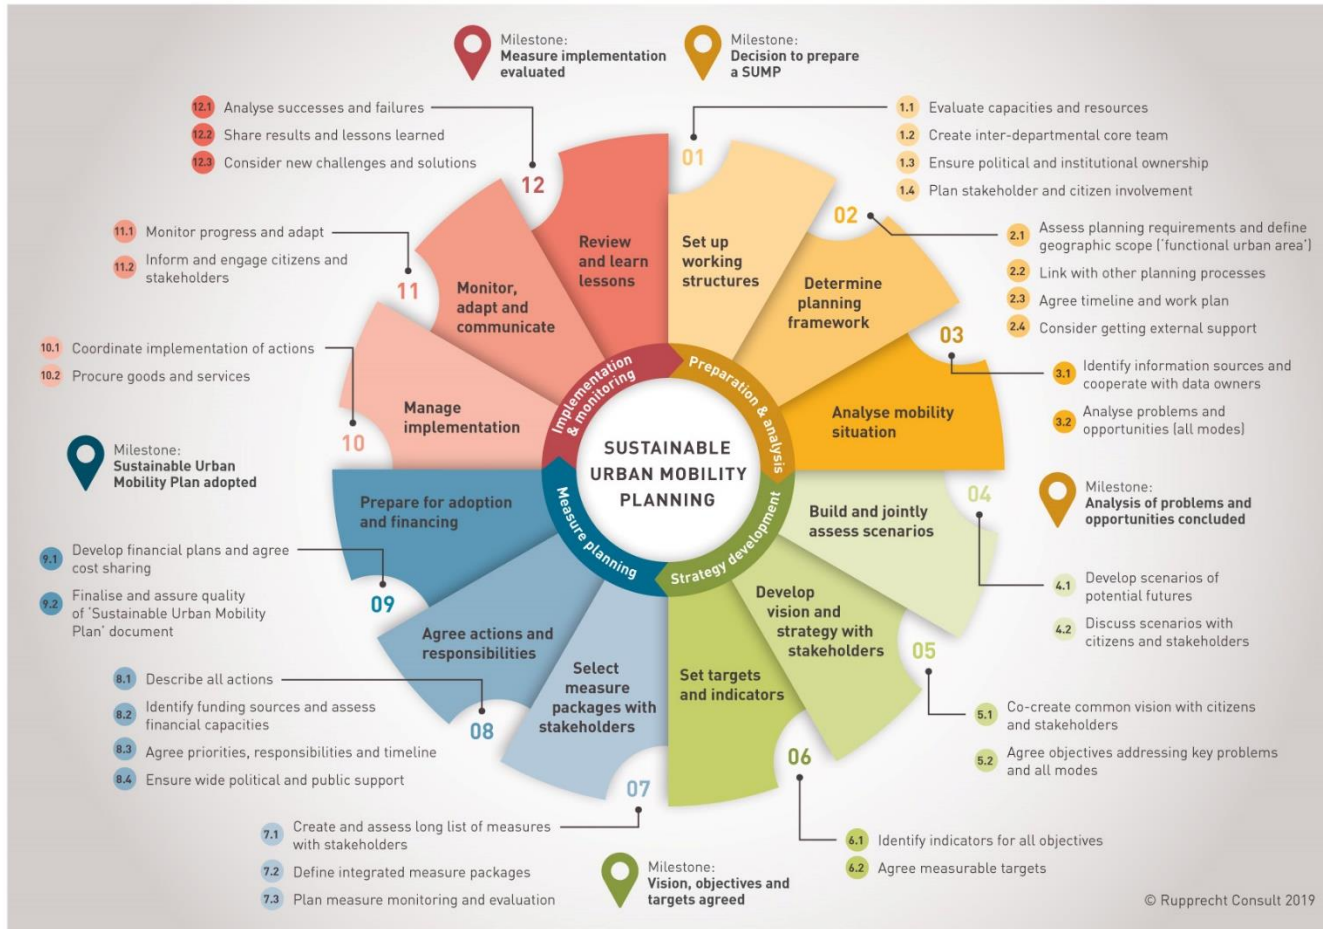 Milestone:
Measure implementation
evaluated
Milestone:
Decision to prepare
a SUMP
12.1 Analyse successes and failures
12.2 Share results and lessons learned
12.3 Consider new challenges and solutions
12
Review
and learn
lessons
01
Set up
working
structures
1.1 Evaluate capacities and resources
1.2 Create inter-departmental core team
1.3 Ensure political and institutional ownership
1.4 Plan stakeholder and citizen involvement
02
Determine
planning
framework
2.1 Assess planning requirements and define
geographic scope ('functional urban area')
2.2 Link with other planning processes
2.3 Agree timeline and work plan
2.4 Consider getting external support
03
Analyse mobility
situation
3.1 Identify information sources and
cooperate with data owners
3.2 Analyse problems and
opportunities (all modes)
Milestone:
Analysis of problems and
opportunities concluded
04
Build and jointly
assess scenarios
4.1 Develop scenarios of
potential futures
4.2 Discuss scenarios with
citizens and stakeholders
05
Develop
vision and
strategy with
stakeholders
5.1 Co-create common vision with citizens
and stakeholders
5.2 Agree objectives addressing key problems
and all modes
06
Set targets
and indicators
6.1 Identify indicators for all objectives
6.2 Agree measurable targets
Milestone:
Vision, objectives and
targets agreed
07
Select
measure
packages with
stakeholders
7.1 Create and assess long list of measures
with stakeholders
7.2 Define integrated measure packages
7.3 Plan measure monitoring and evaluation
08
Agree actions and
responsibilities
8.1 Describe all actions
8.2 Identify funding sources and assess
financial capacities
8.3 Agree priorities, responsibilities and timeline
8.4 Ensure wide political and public support
09
Prepare for adoption
and financing
9.1 Develop financial plans and agree
cost sharing
9.2 Finalise and assure quality
of 'Sustainable Urban Mobility
Plan' document
Milestone:
Sustainable Urban
Mobility Plan adopted
10
Manage
implementation
10.1 Coordinate implementation of actions
10.2 Procure goods and services
11
Monitor,
adapt and
communicate
11.1 Monitor progress and adapt
11.2 Inform and engage citizens and
stakeholders
Implementation
& monitoring
Preparation & analysis
Strategy development
Measure planning
SUSTAINABLE
URBAN MOBILITY
PLANNING
© Rupprecht Consult 2019